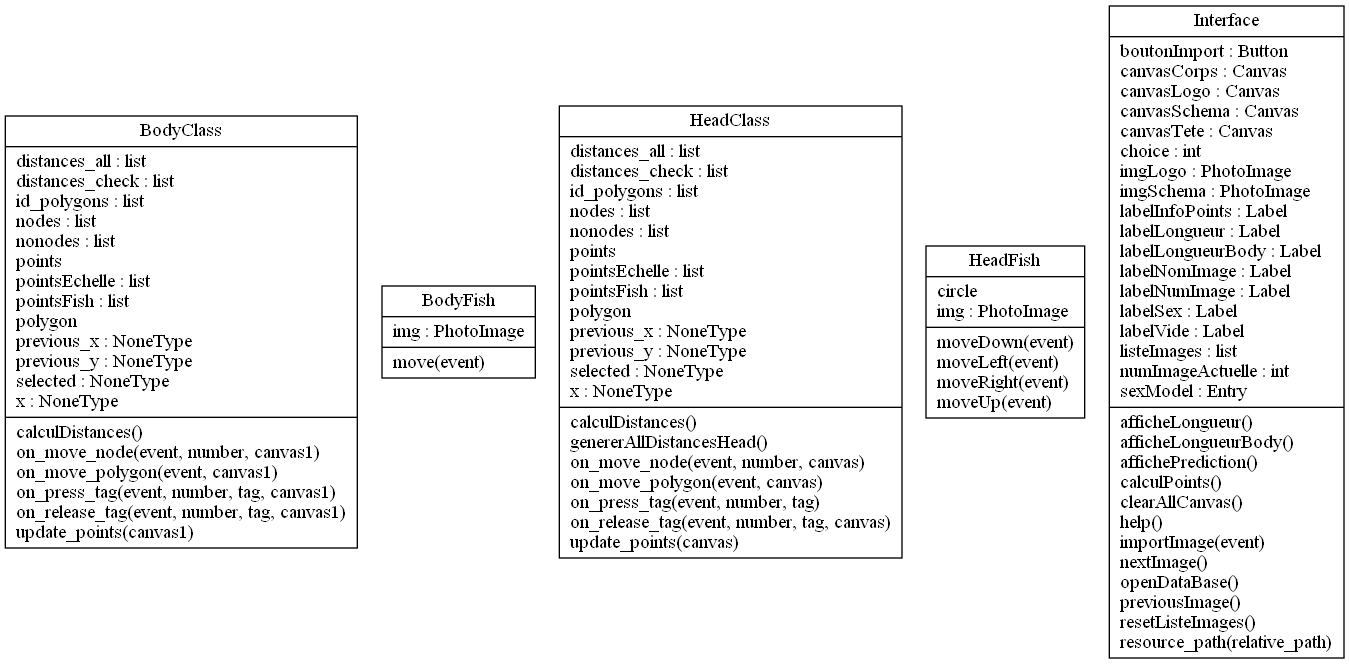 BodyClass
distances_all : list
distances_check : list
id_polygons : list
nodes : list
nonodes : list
points
pointsEchelle : list
pointsFish : list
polygon
previous_x : NoneType
previous_y : NoneType
selected : NoneType
x : NoneType
calculDistances()
on_move_node(event, number, canvas1)
on_move_polygon(event, canvas1)
on_press_tag(event, number, tag, canvas1)
on_release_tag(event, number, tag, canvas1)
update_points(canvas1)
BodyFish
img : PhotoImage
move(event)
HeadClass
distances_all : list
distances_check : list
id_polygons : list
nodes : list
nonodes : list
points
pointsEchelle : list
pointsFish : list
polygon
previous_x : NoneType
previous_y : NoneType
selected : NoneType
x : NoneType
calculDistances()
genererAllDistancesHead()
on_move_node(event, number, canvas)
on_move_polygon(event, canvas)
on_press_tag(event, number, tag)
on_release_tag(event, number, tag, canvas)
update_points(canvas)
HeadFish
circle
img : PhotoImage
moveDown(event)
moveLeft(event)
moveRight(event)
moveUp(event)
Interface
boutonImport : Button
canvasCorps : Canvas
canvasLogo : Canvas
canvasSchema : Canvas
canvasTete : Canvas
choice : int
imgLogo : PhotoImage
imgSchema : PhotoImage
labelInfoPoints : Label
labelLongueur : Label
labelLongueurBody : Label
labelNomImage : Label
labelNumImage : Label
labelSex : Label
labelVide : Label
listeImages : list
numImageActuelle : int
sexModel : Entry
afficheLongueur()
afficheLongueurBody()
affichePrediction()
calculPoints()
clearAllCanvas()
help()
importImage(event)
nextImage()
openDataBase()
previousImage()
resetListeImages()
resource_path(relative_path)